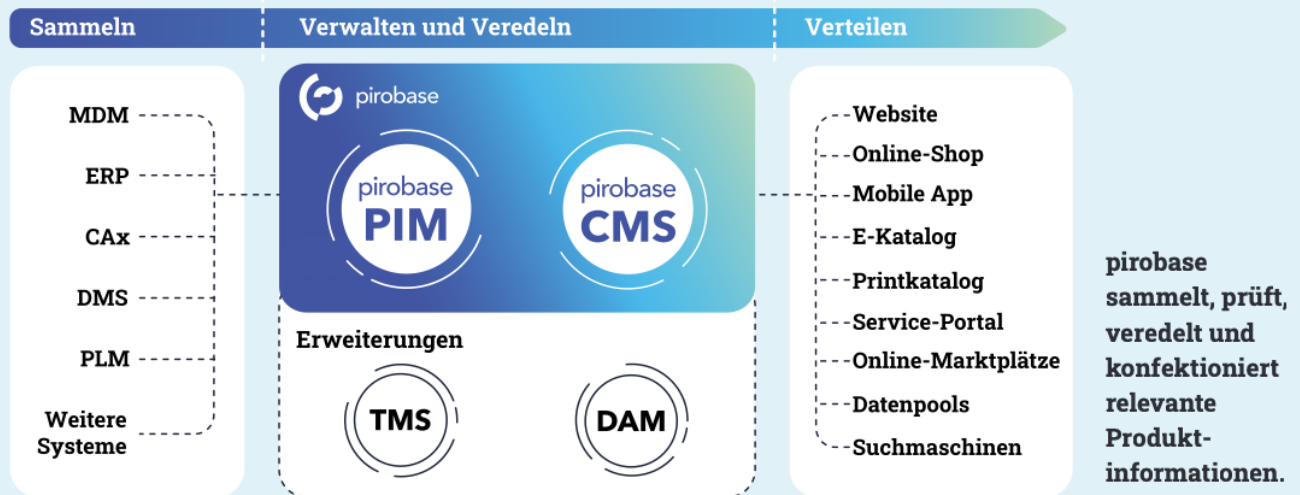 Sammeln
Verwalten und Veredeln
Verteilen
MDM
ERP
CAx
DMS
PLM
Weitere
Systeme
pirobase
pirobase
PIM
pirobase
CMS
Erweiterungen
TMS
DAM
Website
Online-Shop
Mobile App
E-Katalog
Printkatalog
Service-Portal
Online-Marktplätze
Datenpools
Suchmaschinen
pirobase
sammelt, prüft,
veredelt und
konfektioniert
relevante
Produkt-
informationen.